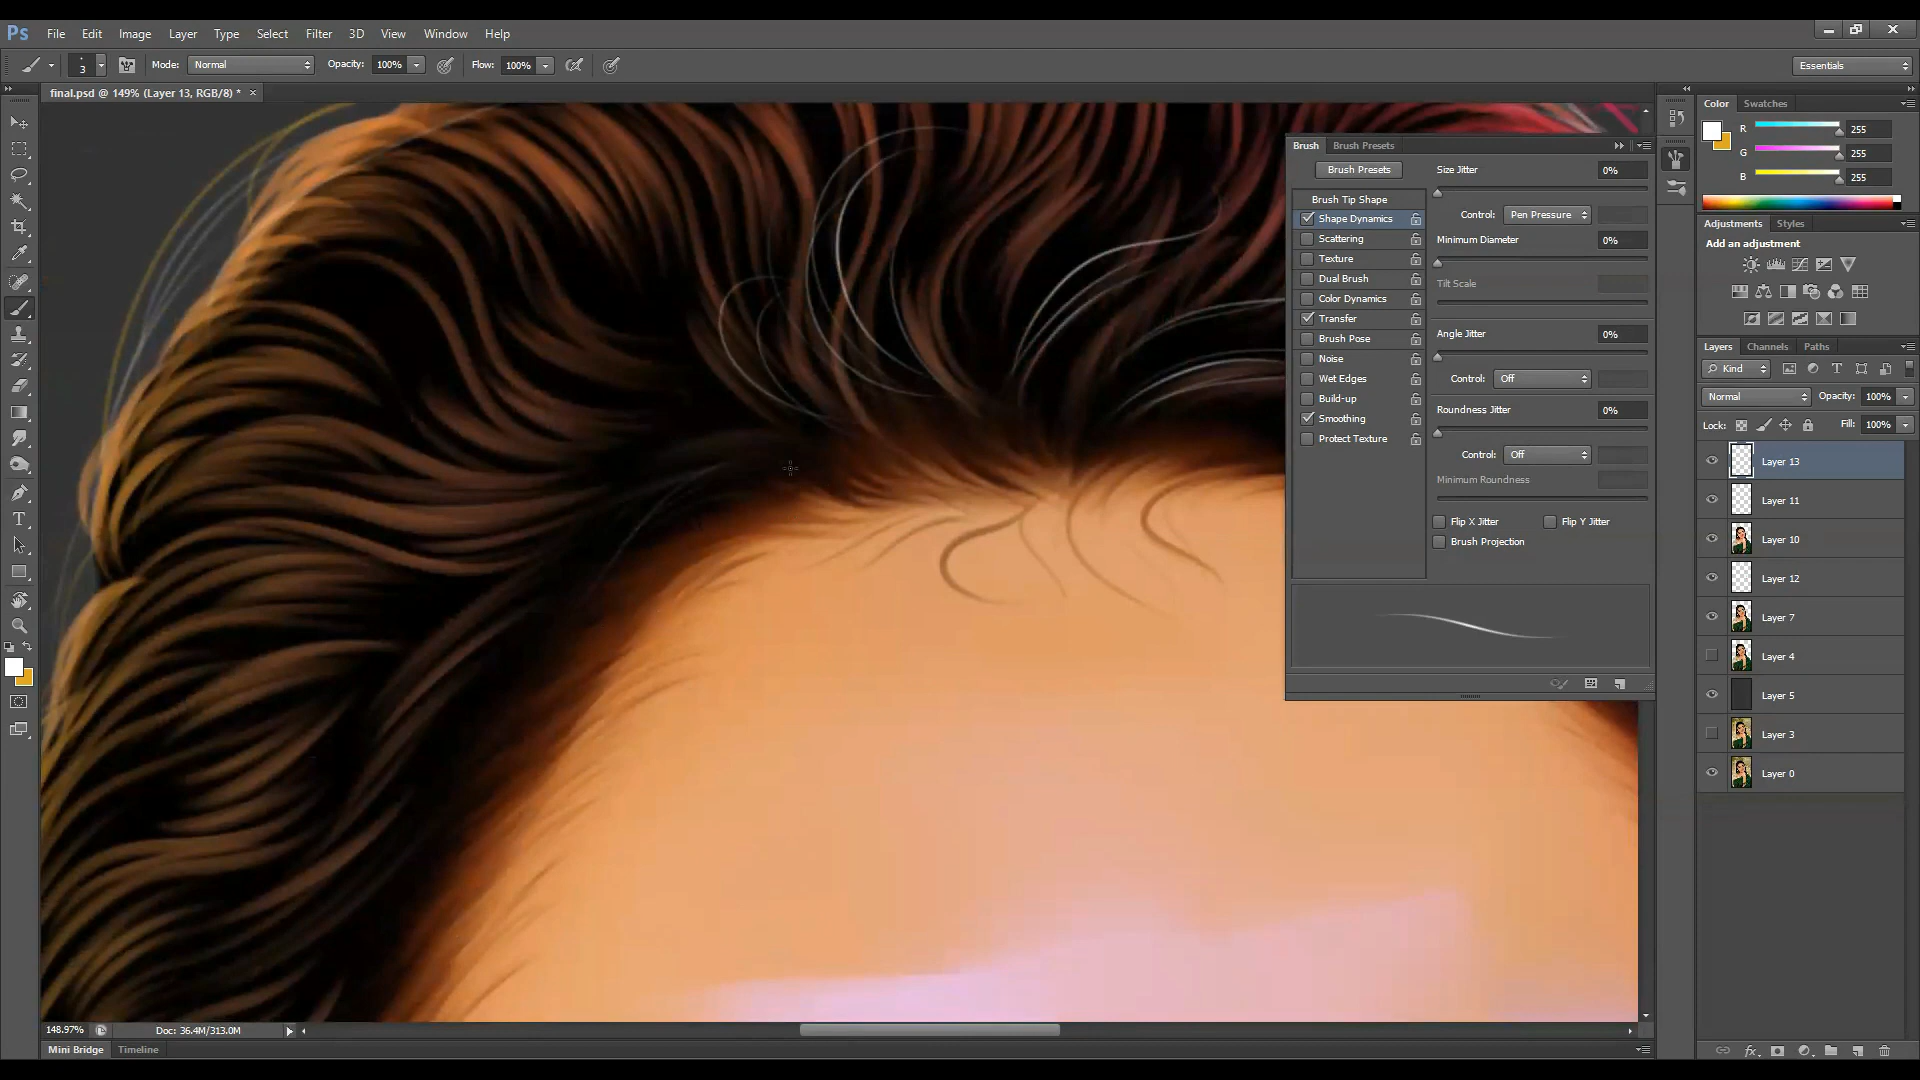 Ps File Edit Image Layer Type Select Filter 3D View Window Help
3 Mode: Normal Opacity: 100% Flow: 100% Essentials
final.psd @ 149% (Layer 13, RGB/8) *
Color Swatches
R 255
G 255
B 255
Adjustments Styles
Add an adjustment
Layers Channels Paths
Kind
Normal Opacity: 100%
Lock: Fill: 100%
Layer 13
Layer 11
Layer 10
Layer 12
Layer 7
Layer 4
Layer 5
Layer 3
Layer 0
Brush Brush Presets
Brush Presets Size Jitter 0%
Brush Tip Shape
Shape Dynamics Control: Pen Pressure
Scattering Minimum Diameter 0%
Texture
Dual Brush Tilt Scale
Color Dynamics
Transfer
Brush Pose Angle Jitter 0%
Noise
Wet Edges Control: Off
Build-up
Smoothing Roundness Jitter 0%
Protect Texture
Control: Off
Minimum Roundness
Flip X Jitter Flip Y Jitter
Brush Projection
148.97% Doc: 36.4M/313.0M
Mini Bridge Timeline